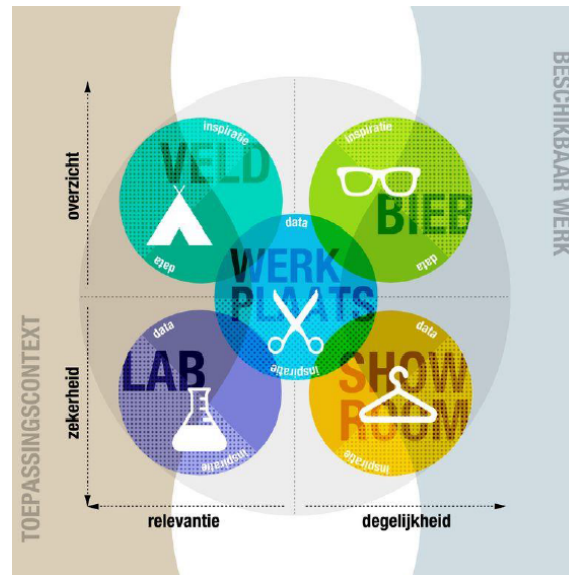 TOEPASSINGSCONTEXT
BESCHIKBAAR WERK
overzicht
zekerheid
inspiratie
VELD
data
inspiratie
BIEB
data
data
WERK
PLAATS
inspiratie
data
LAB
inspiratie
data
SHOW
ROOM
inspiratie
relevantie
degelijkheid